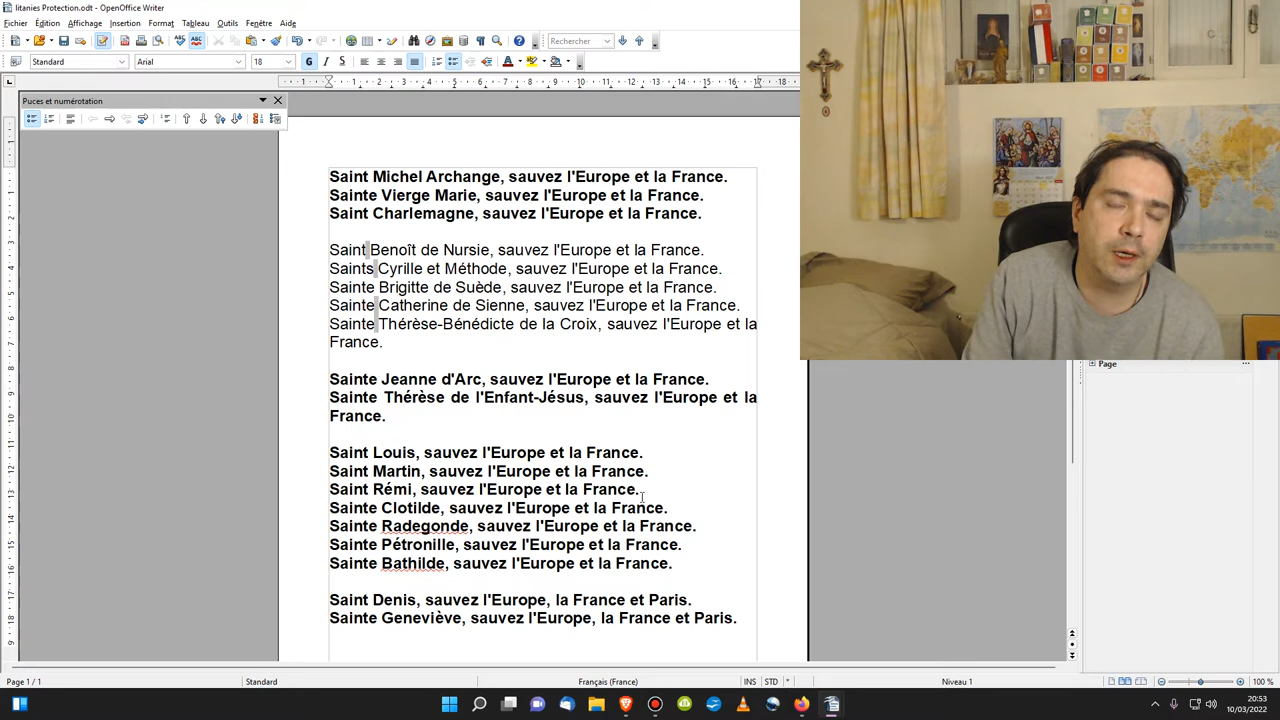 litanies Protection.odt - OpenOffice Writer
Fichier Édition Affichage Insertion Format Tableau Outils Fenêtre Aide
Rechercher
Standard Arial 18 G I S
Puces et numérotation
Saint Michel Archange, sauvez l'Europe et la France.
Sainte Vierge Marie, sauvez l'Europe et la France.
Saint Charlemagne, sauvez l'Europe et la France.
Saint Benoît de Nursie, sauvez l'Europe et la France.
Saints Cyrille et Méthode, sauvez l'Europe et la France.
Sainte Brigitte de Suède, sauvez l'Europe et la France.
Sainte Catherine de Sienne, sauvez l'Europe et la France.
Sainte Thérèse-Bénédicte de la Croix, sauvez l'Europe et la
France.
Sainte Jeanne d'Arc, sauvez l'Europe et la France.
Sainte Thérèse de l'Enfant-Jésus, sauvez l'Europe et la
France.
Saint Louis, sauvez l'Europe et la France.
Saint Martin, sauvez l'Europe et la France.
Saint Rémi, sauvez l'Europe et la France.
Sainte Clotilde, sauvez l'Europe et la France.
Sainte Radegonde, sauvez l'Europe et la France.
Sainte Pétronille, sauvez l'Europe et la France.
Sainte Bathilde, sauvez l'Europe et la France.
Saint Denis, sauvez l'Europe, la France et Paris.
Sainte Geneviève, sauvez l'Europe, la France et Paris.
Page
Page 1 / 1 Standard Français (France) INS STD * Niveau 1 100 %
20:53
10/03/2022